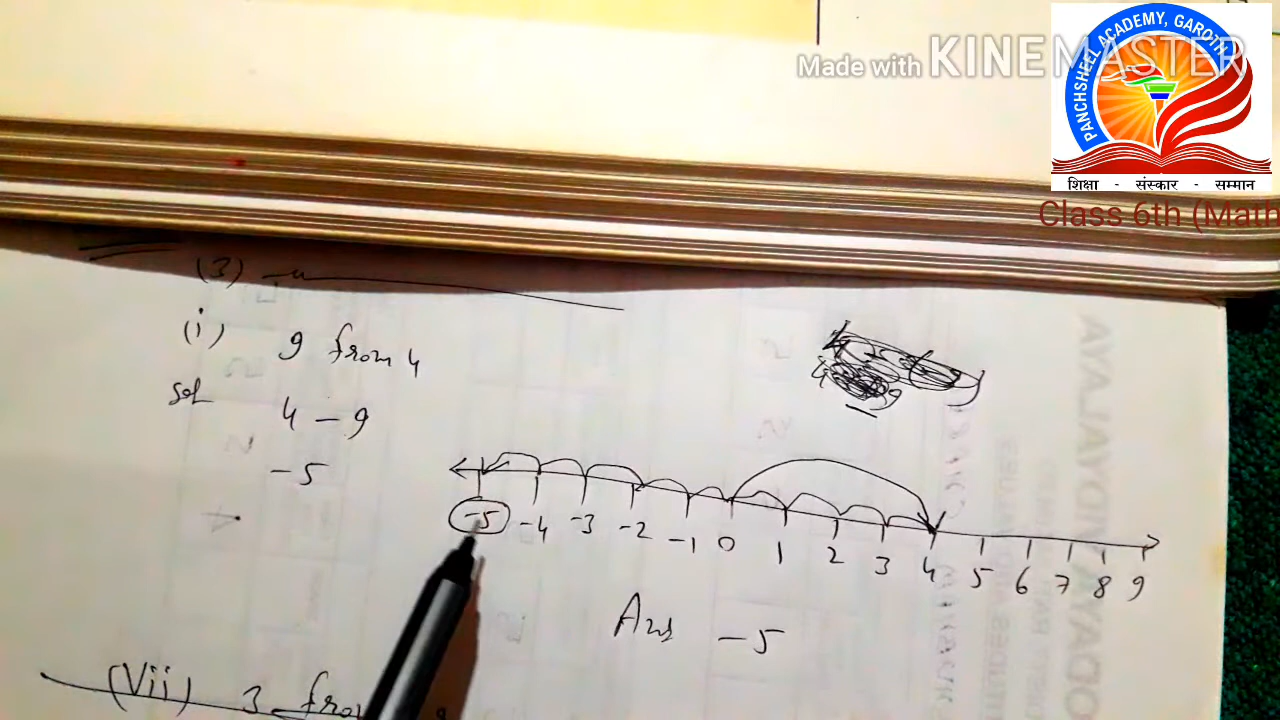 Made with KINEMASTER
PANCHSHEEL ACADEMY, GAROTH
शिक्षा - संस्कार - सम्मान
Class 6th (Math
(3)
(i) 9 from 4
Sol 4 - 9
-5
-5 -4 -3 -2 -1 0 1 2 3 4 5 6 7 8 9
Ans -5
(Vii) 3 from